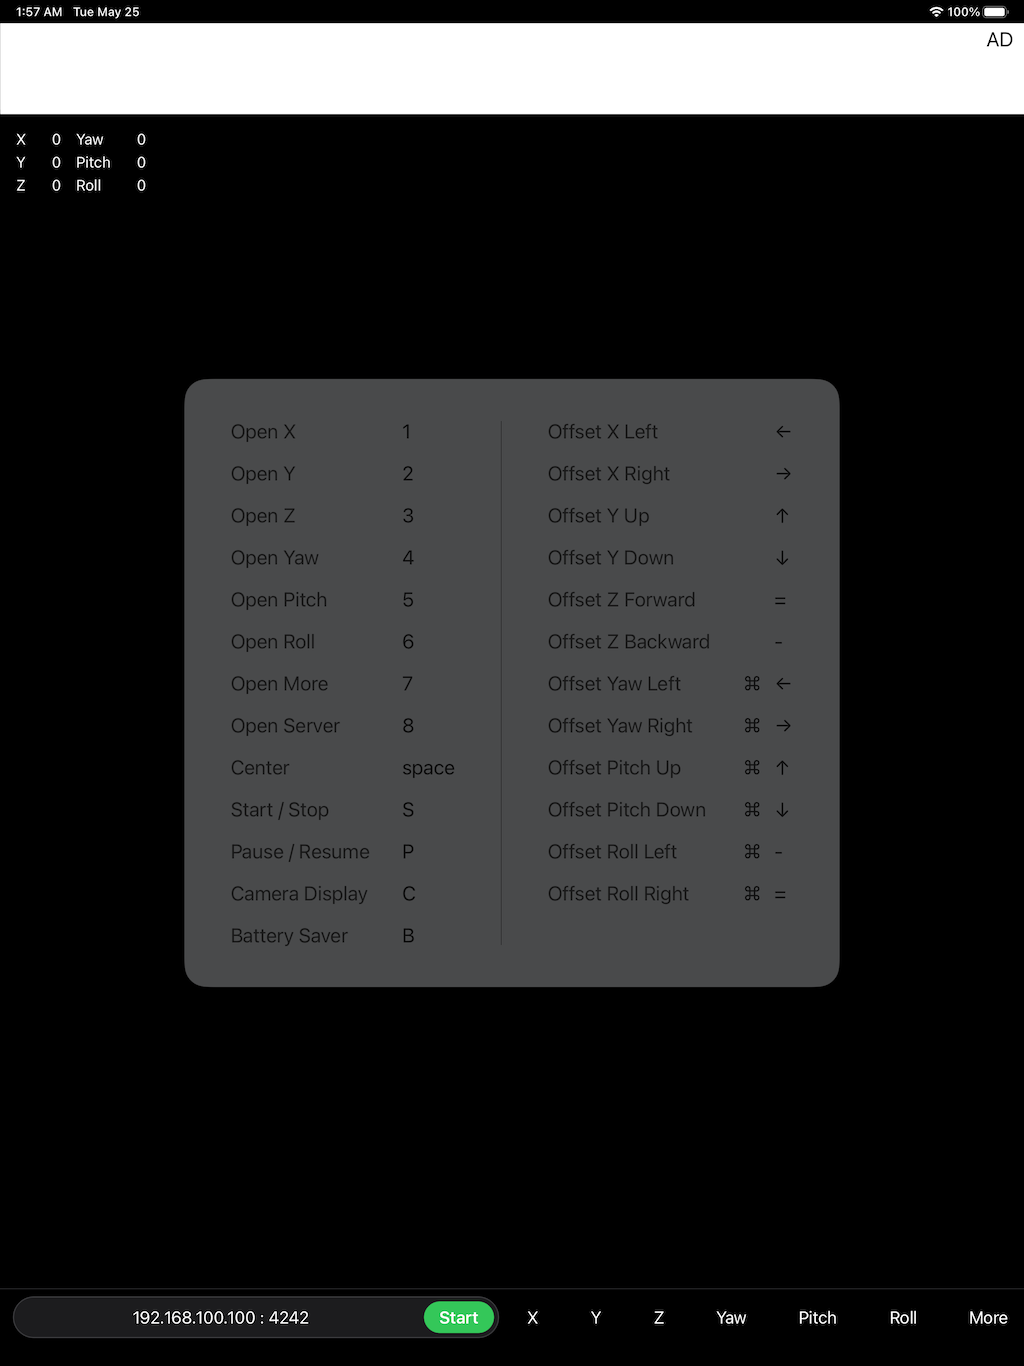 1:57 AM Tue May 25 100%
AD
X 0 Yaw 0
Y 0 Pitch 0
Z 0 Roll 0
Open X 1
Open Y 2
Open Z 3
Open Yaw 4
Open Pitch 5
Open Roll 6
Open More 7
Open Server 8
Center space
Start / Stop S
Pause / Resume P
Camera Display C
Battery Saver B
Offset X Left ←
Offset X Right →
Offset Y Up ↑
Offset Y Down ↓
Offset Z Forward =
Offset Z Backward -
Offset Yaw Left ⌘ ←
Offset Yaw Right ⌘ →
Offset Pitch Up ⌘ ↑
Offset Pitch Down ⌘ ↓
Offset Roll Left ⌘ -
Offset Roll Right ⌘ =
192.168.100.100 : 4242 Start X Y Z Yaw Pitch Roll More